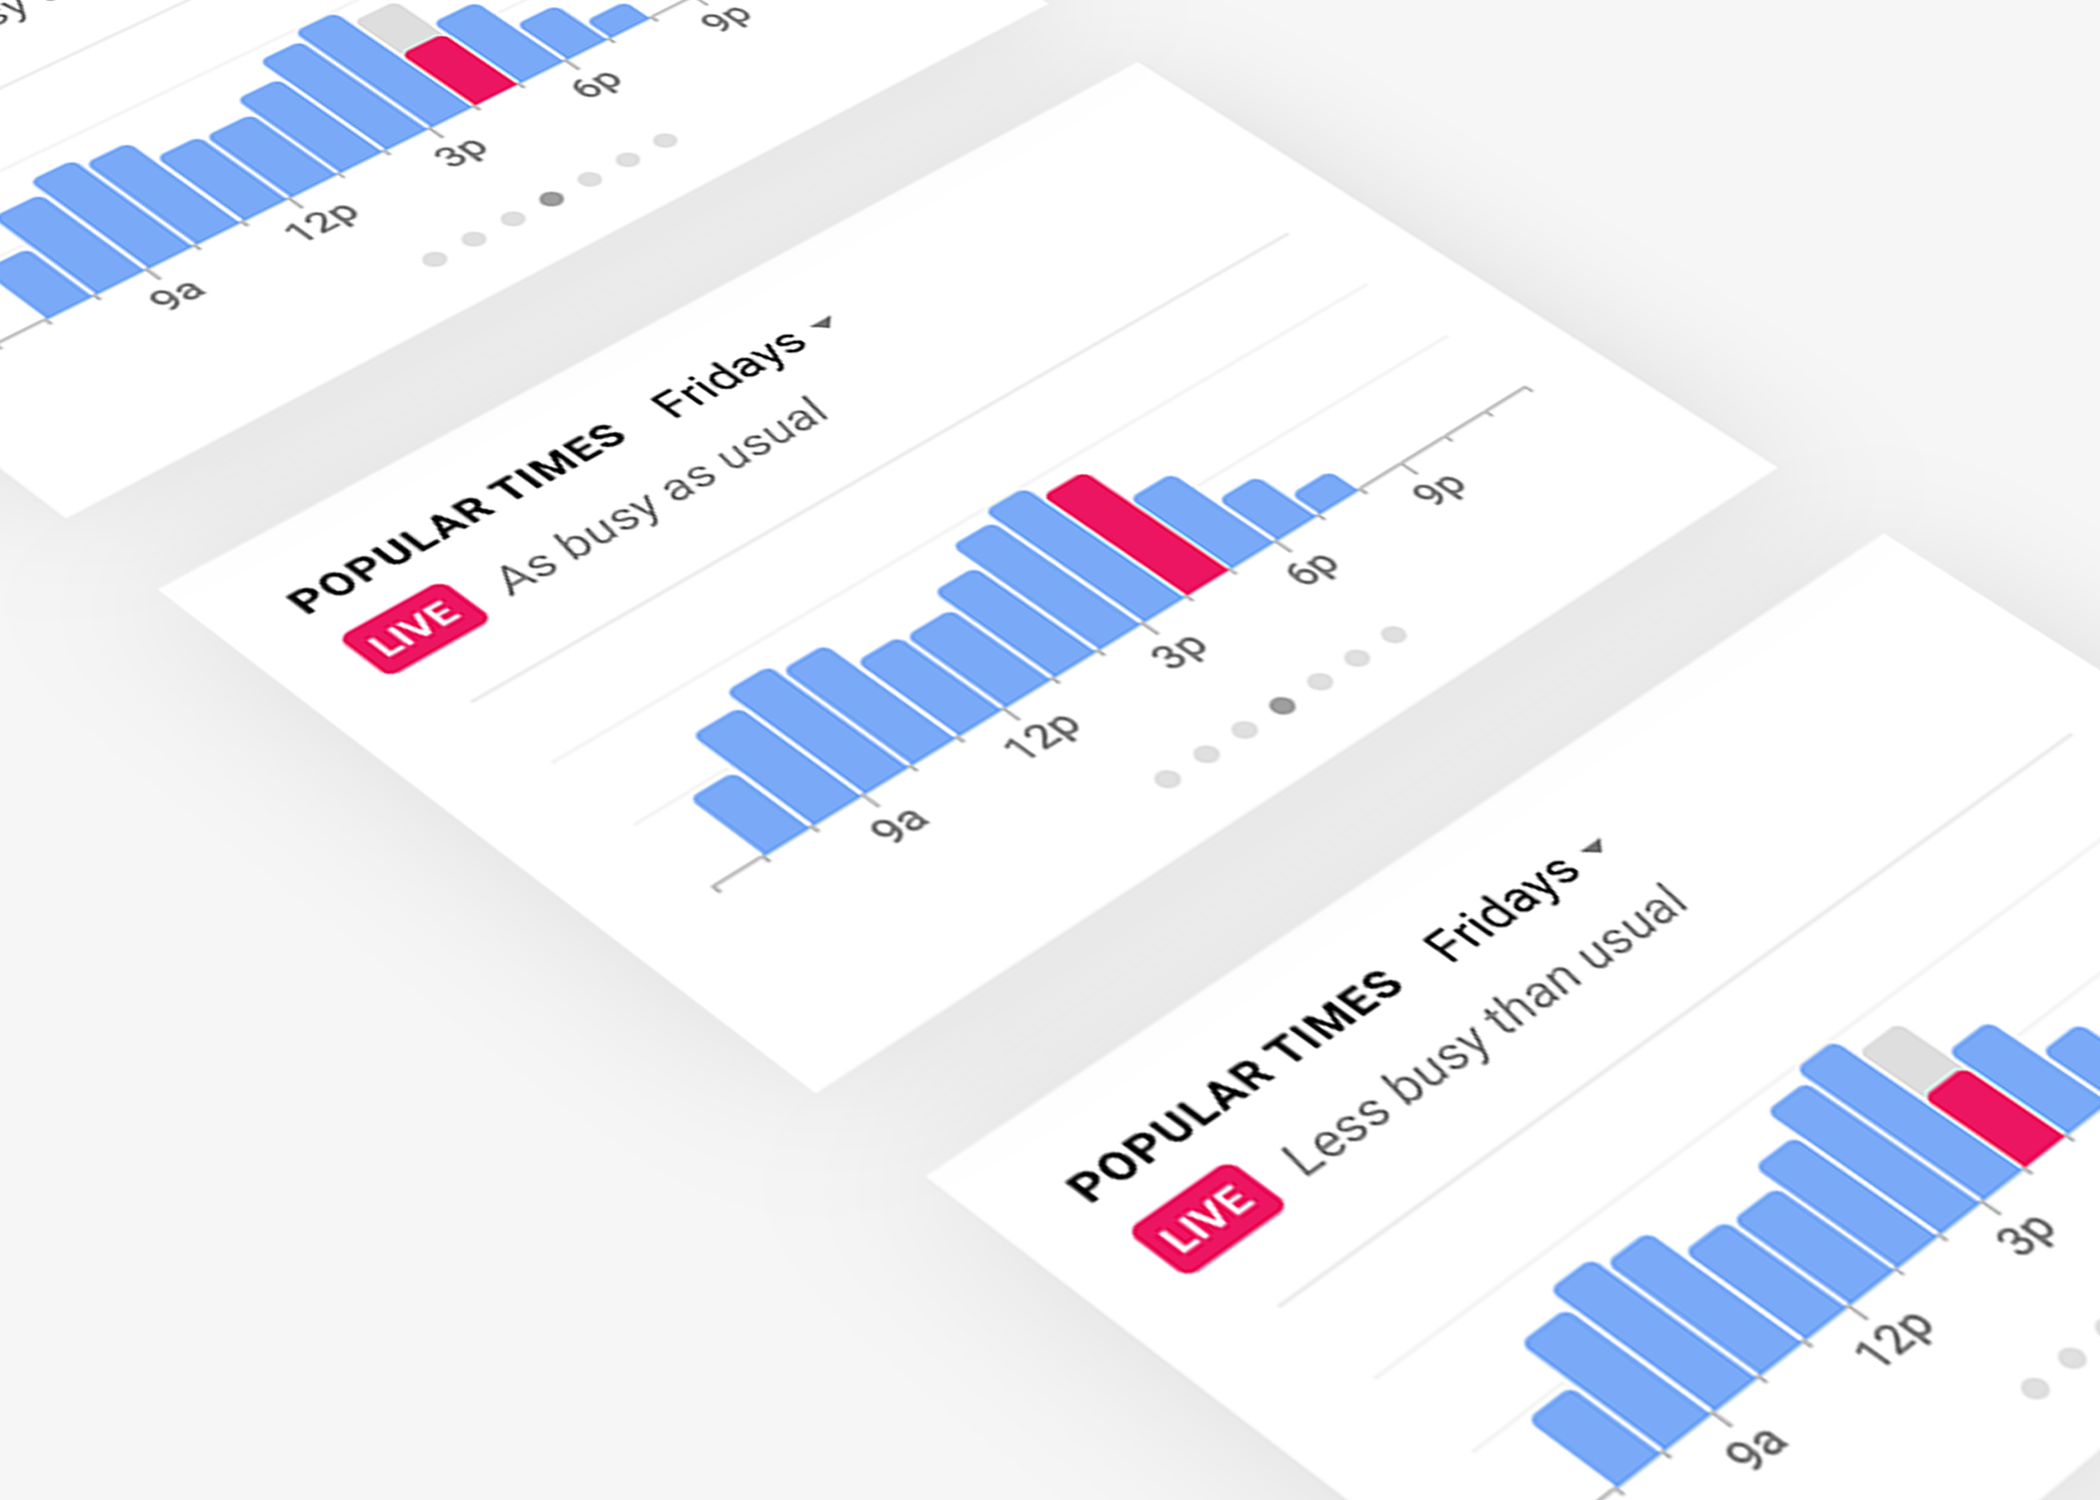 9a 12p 3p 6p 9p
POPULAR TIMES Fridays
LIVE As busy as usual
9a 12p 3p 6p 9p
POPULAR TIMES Fridays
LIVE Less busy than usual
9a 12p 3p